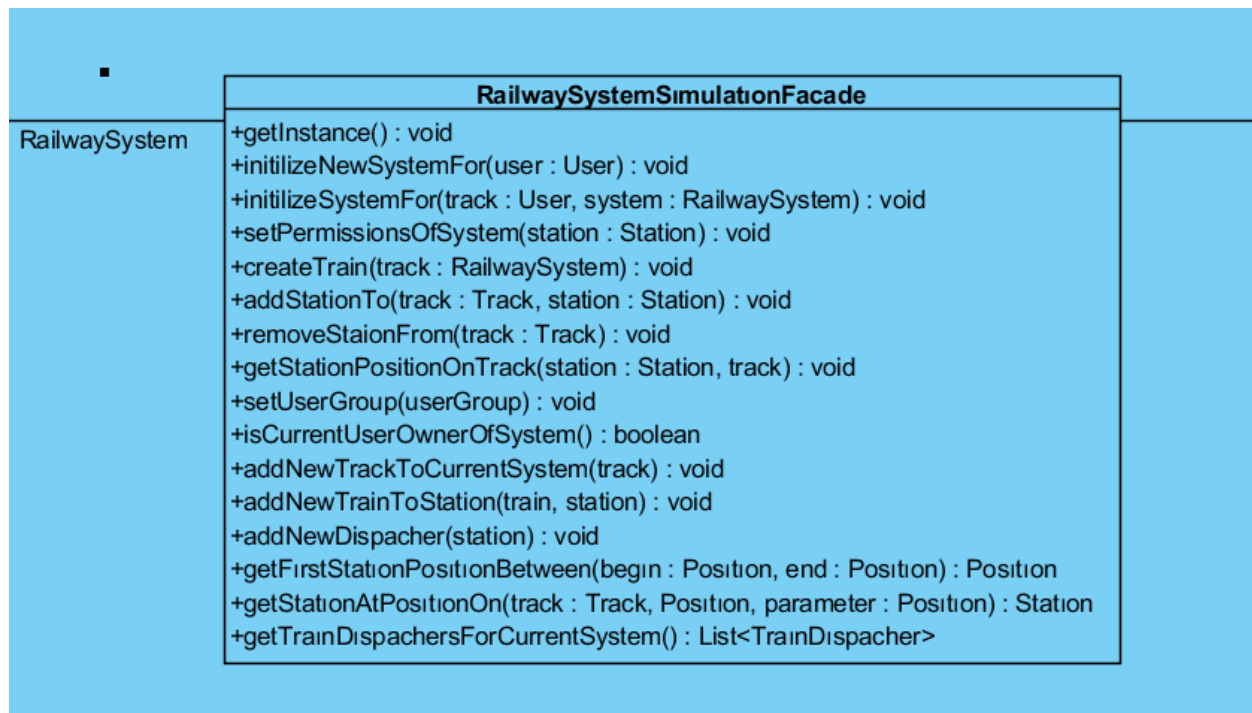 RailwaySystemSımulatıonFacade
RailwaySystem
+getInstance() : void
+initilizeNewSystemFor(user : User) : void
+initilizeSystemFor(track : User, system : RailwaySystem) : void
+setPermissionsOfSystem(station : Station) : void
+createTrain(track : RailwaySystem) : void
+addStationTo(track : Track, station : Station) : void
+removeStaionFrom(track : Track) : void
+getStationPositionOnTrack(station : Station, track) : void
+setUserGroup(userGroup) : void
+isCurrentUserOwnerOfSystem() : boolean
+addNewTrackToCurrentSystem(track) : void
+addNewTrainToStation(train, station) : void
+addNewDispacher(station) : void
+getFırstStatıonPosıtıonBetween(begın : Posıtıon, end : Posıtıon) : Posıtıon
+getStatıonAtPosıtıonOn(track : Track, Posıtıon, parameter : Posıtıon) : Statıon
+getTraınDıspachersForCurrentSystem() : List<TraınDıspacher>